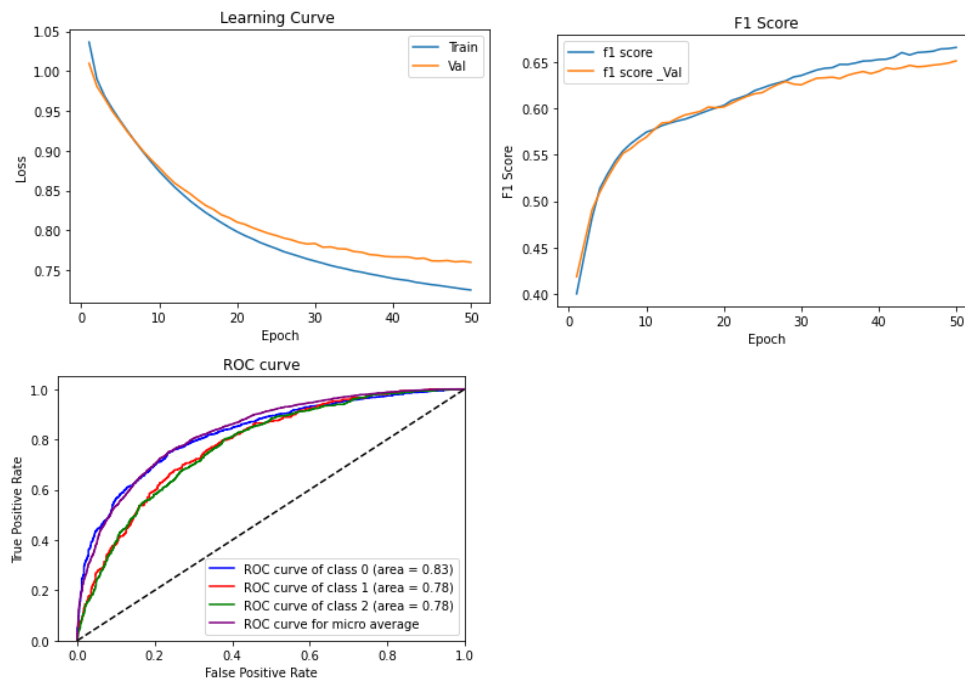 Learning Curve
1.05
1.00
0.95
0.90
0.85
0.80
0.75
Loss
Train
Val
0 10 20 30 40 50
Epoch
F1 Score
0.65
0.60
0.55
0.50
0.45
0.40
F1 Score
f1 score
f1 score _Val
0 10 20 30 40 50
Epoch
ROC curve
1.0
0.8
0.6
0.4
0.2
0.0
True Positive Rate
ROC curve of class 0 (area = 0.83)
ROC curve of class 1 (area = 0.78)
ROC curve of class 2 (area = 0.78)
ROC curve for micro average
0.0 0.2 0.4 0.6 0.8 1.0
False Positive Rate